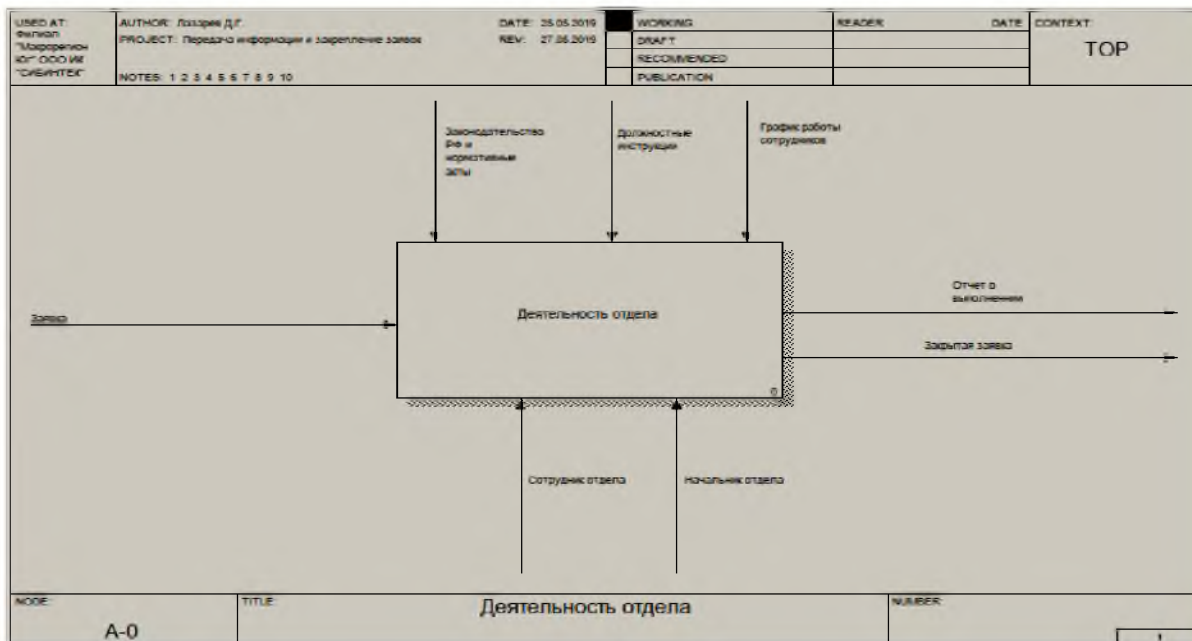 USED AT:
Филиал
"Макрорегион
Юг" ООО ИК
"СИБИНТЕК"
AUTHOR: Лазарев Д.Г.
DATE: 25.05.2019
PROJECT: Передача информации и закрепление заявок
REV: 27.05.2019
NOTES: 1 2 3 4 5 6 7 8 9 10
WORKING
DRAFT
RECOMMENDED
PUBLICATION
READER
DATE
CONTEXT:
TOP
Законодательства
РФ и
нормативные
акты
Должностные
инструкции
График работы
сотрудников
Заявка
Деятельность отдела
0
Отчет о
выполнении
Закрытая заявка
Сотрудник отдела
Начальник отдела
NODE:
A-0
TITLE:
Деятельность отдела
NUMBER: